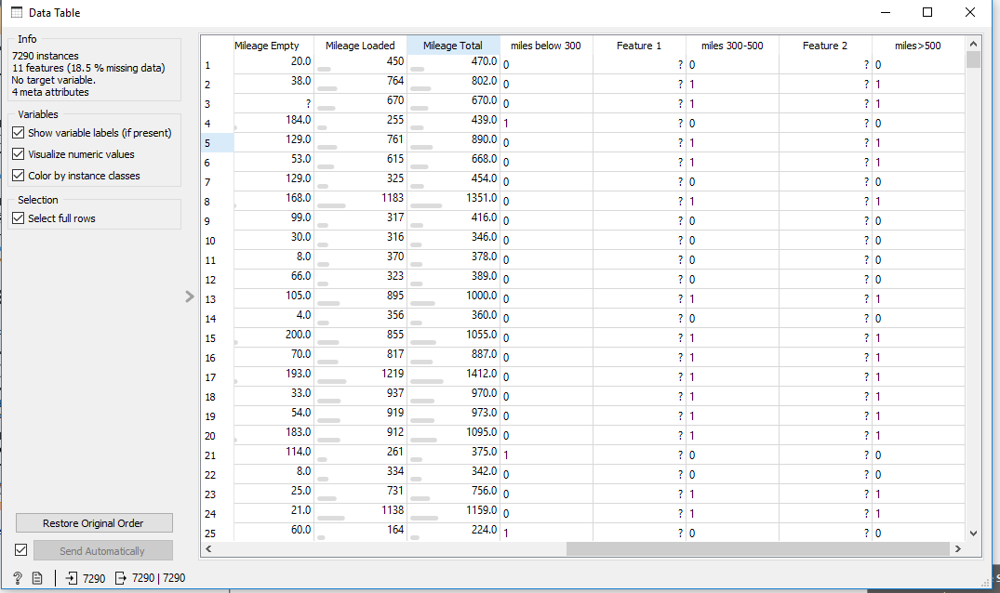 Data Table
Info
7290 instances
11 features (18.5 % missing data)
No target variable.
4 meta attributes
Variables
Show variable labels (if present)
Visualize numeric values
Color by instance classes
Selection
Select full rows
Restore Original Order
Send Automatically
? 7290 7290 | 7290
Mileage Empty Mileage Loaded Mileage Total miles below 300 Feature 1 miles 300-500 Feature 2 miles>500
1 20.0 450 470.0 0 ? 0 ? 0
2 38.0 764 802.0 0 ? 1 ? 1
3 ? 670 670.0 0 ? 1 ? 1
4 184.0 255 439.0 1 ? 0 ? 0
5 129.0 761 890.0 0 ? 1 ? 1
6 53.0 615 668.0 0 ? 1 ? 1
7 129.0 325 454.0 0 ? 0 ? 0
8 168.0 1183 1351.0 0 ? 1 ? 1
9 99.0 317 416.0 0 ? 0 ? 0
10 30.0 316 346.0 0 ? 0 ? 0
11 8.0 370 378.0 0 ? 0 ? 0
12 66.0 323 389.0 0 ? 0 ? 0
13 105.0 895 1000.0 0 ? 1 ? 1
14 4.0 356 360.0 0 ? 0 ? 0
15 200.0 855 1055.0 0 ? 1 ? 1
16 70.0 817 887.0 0 ? 1 ? 1
17 193.0 1219 1412.0 0 ? 1 ? 1
18 33.0 937 970.0 0 ? 1 ? 1
19 54.0 919 973.0 0 ? 1 ? 1
20 183.0 912 1095.0 0 ? 1 ? 1
21 114.0 261 375.0 1 ? 0 ? 0
22 8.0 334 342.0 0 ? 0 ? 0
23 25.0 731 756.0 0 ? 1 ? 1
24 21.0 1138 1159.0 0 ? 1 ? 1
25 60.0 164 224.0 1 ? 0 ? 0